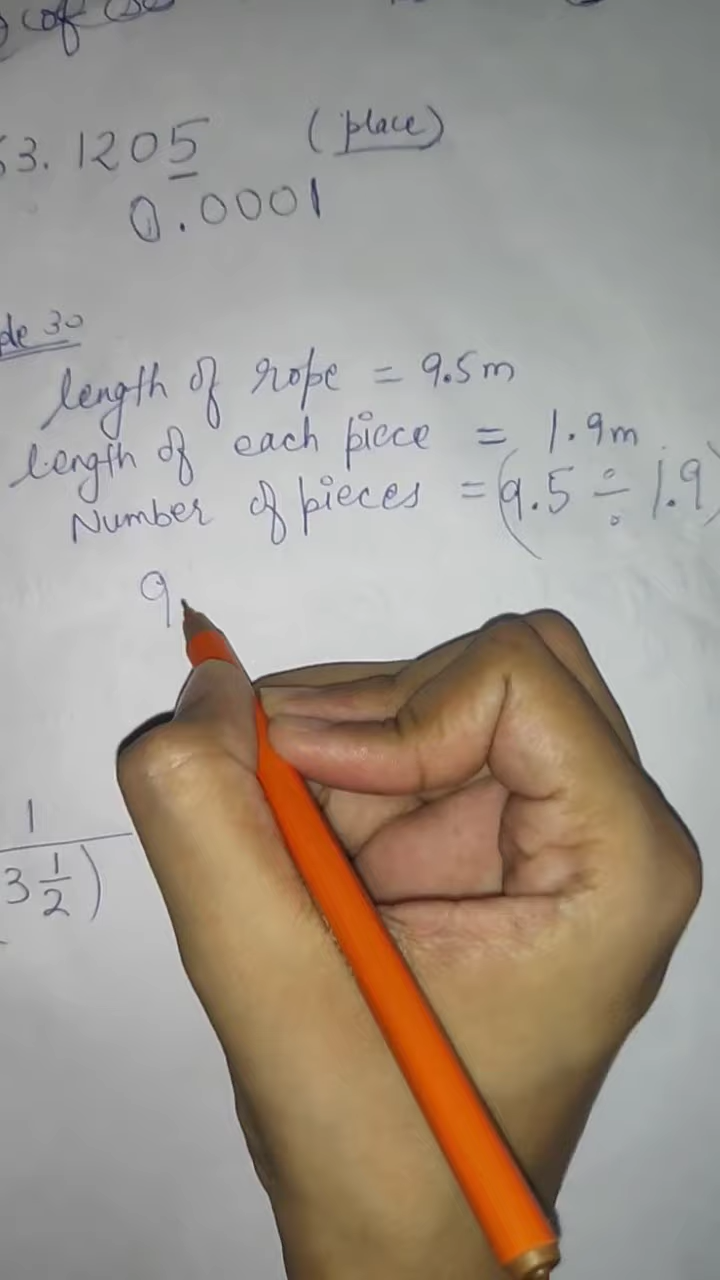 of
53.1205 (place)
0.0001
de 30
length of rope = 9.5m
length of each piece = 1.9m
Number of pieces = (9.5 ÷ 1.9)
9.
1
3 1/2)